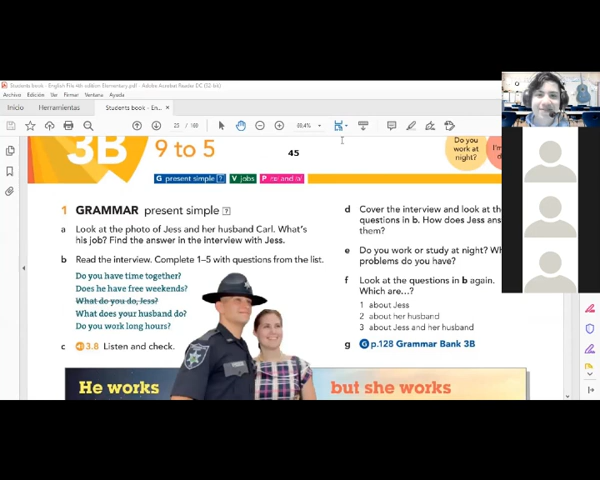 Students book - English File 4th edition Elementary.pdf - Adobe Acrobat Reader DC (32-bit)
Archivo Edición Ver Firmar Ventana Ayuda
Inicio Herramientas Students book - En... ×
25 / 169 69,4%
3B 9 to 5 45
Do you work at night?
I'm
G present simple ? V jobs P
1 GRAMMAR present simple ?
a Look at the photo of Jess and her husband Carl. What's
his job? Find the answer in the interview with Jess.
b Read the interview. Complete 1–5 with questions from the list.
Do you have time together?
Does he have free weekends?
What do you do, Jess?
What does your husband do?
Do you work long hours?
c 3.8 Listen and check.
d Cover the interview and look at the
questions in b. How does Jess ans
them?
e Do you work or study at night? Wh
problems do you have?
f Look at the questions in b again.
Which are...?
1 about Jess
2 about her husband
3 about Jess and her husband
g G p.128 Grammar Bank 3B
He works but she works